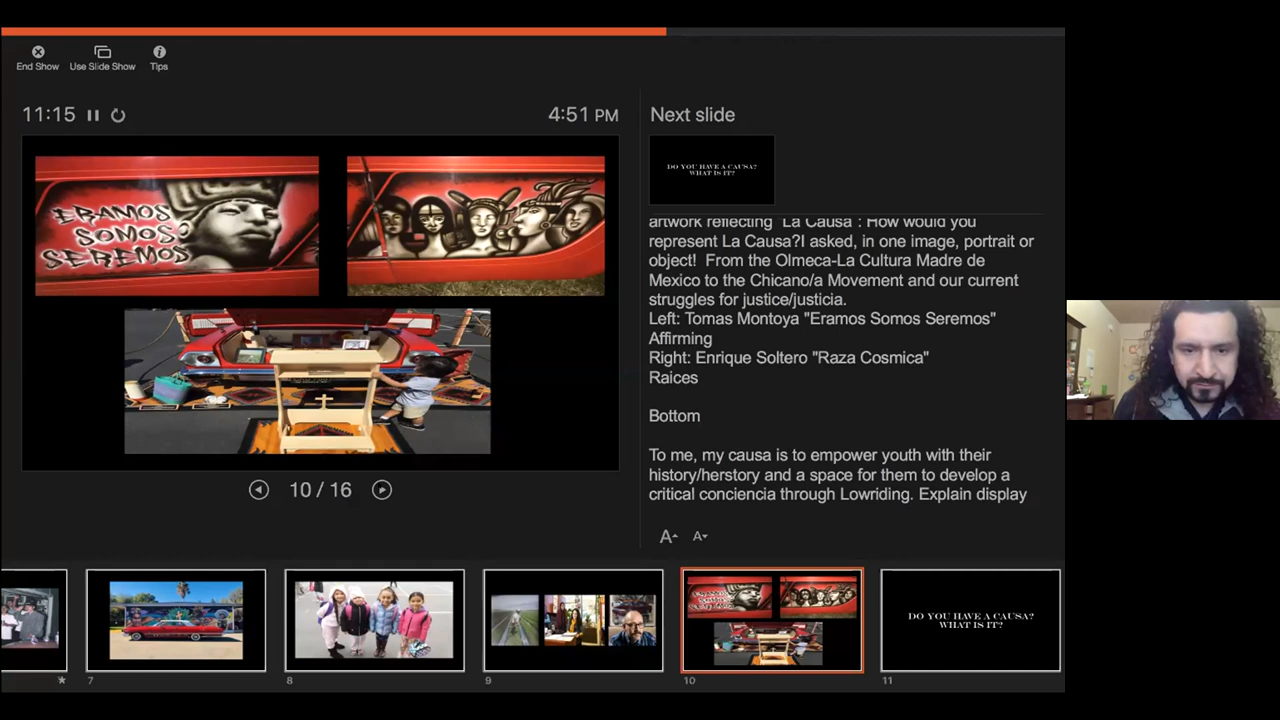 End Show
Use Slide Show
Tips
11:15
4:51 PM
Next slide
ERAMOS
SOMOS
SEREMOS
DO YOU HAVE A CAUSA?
WHAT IS IT?
artwork reflecting "La Causa": How would you
represent La Causa?I asked, in one image, portrait or
object! From the Olmeca-La Cultura Madre de
Mexico to the Chicano/a Movement and our current
struggles for justice/justicia.
Left: Tomas Montoya "Eramos Somos Seremos"
Affirming
Right: Enrique Soltero "Raza Cosmica"
Raices
Bottom
To me, my causa is to empower youth with their
history/herstory and a space for them to develop a
critical conciencia through Lowriding. Explain display
10 / 16
A A
7
8
9
ERAMOS
SOMOS
SEREMOS
10
DO YOU HAVE A CAUSA?
WHAT IS IT?
11